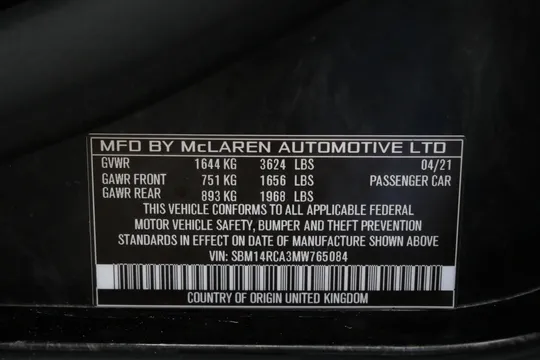 MFD BY McLAREN AUTOMOTIVE LTD
GVWR 1644 KG 3624 LBS 04/21
GAWR FRONT 751 KG 1656 LBS PASSENGER CAR
GAWR REAR 893 KG 1968 LBS
THIS VEHICLE CONFORMS TO ALL APPLICABLE FEDERAL
MOTOR VEHICLE SAFETY, BUMPER AND THEFT PREVENTION
STANDARDS IN EFFECT ON DATE OF MANUFACTURE SHOWN ABOVE
VIN: SBM14RCA3MW765084
COUNTRY OF ORIGIN UNITED KINGDOM